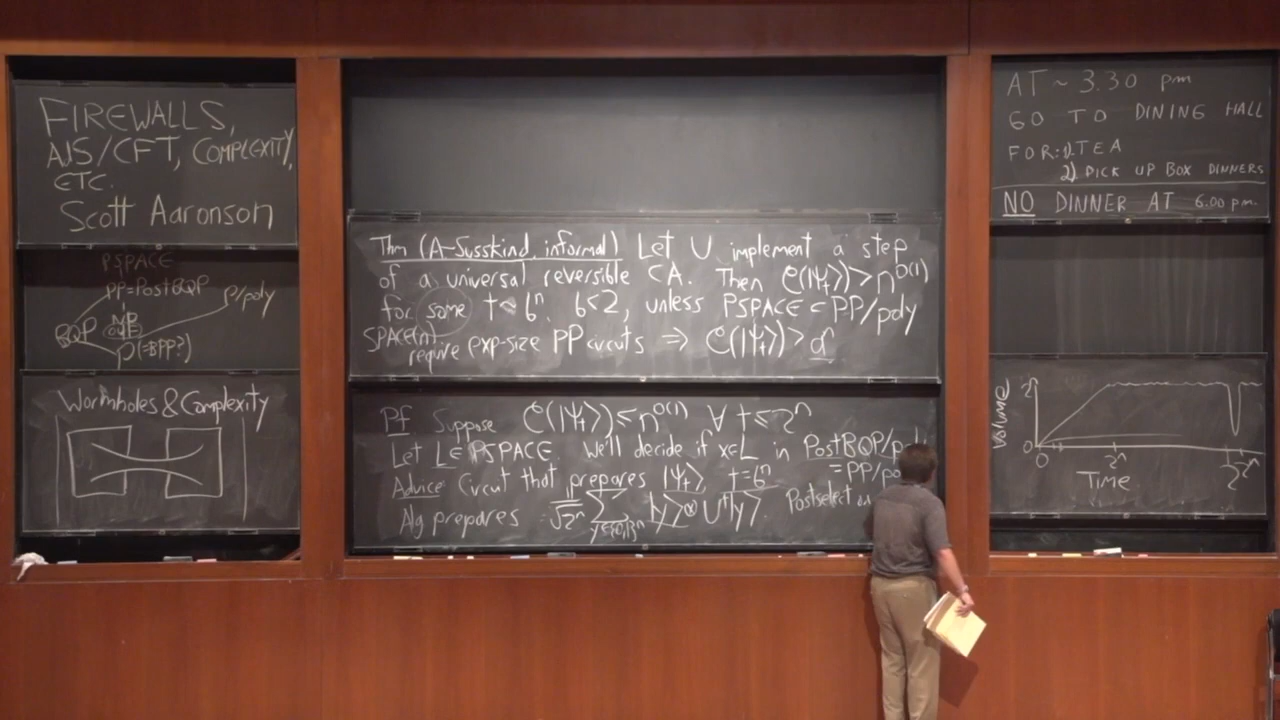 FIREWALLS,
AdS/CFT, COMPLEXITY,
ETC.
Scott Aaronson
PSPACE
PP=PostBQP
P/poly
NP
BQP
P(=BPP?)
Wormholes & Complexity
Thm (A-Susskind, informal) Let U implement a step
of a universal reversible CA. Then C(|Ψt⟩) > n^O(1)
for some t ≤ 6^n, 6<2, unless PSPACE ⊂ PP/poly
SPACE(n)
require exp-size PP circuits ⇒ C(|Ψt⟩) > a^n
Pf Suppose C(|Ψt⟩) ≤ n^O(1) ∀ t ≤ 2^n
Let L∈PSPACE. We'll decide if x∈L in PostBQP/
= PP/
Advice: Circuit that prepares |Ψt⟩, t=6^n
Alg prepares 1/√2^n Σ y∈{0,1}^n |y⟩⊗U^t|y⟩. Postselect
AT ~ 3.30 pm
GO TO DINING HALL
FOR: 1) TEA
2) PICK UP BOX DINNERS
NO DINNER AT 6.00 pm.
Volume
2^n
0
0
2^n
2^2^n
Time